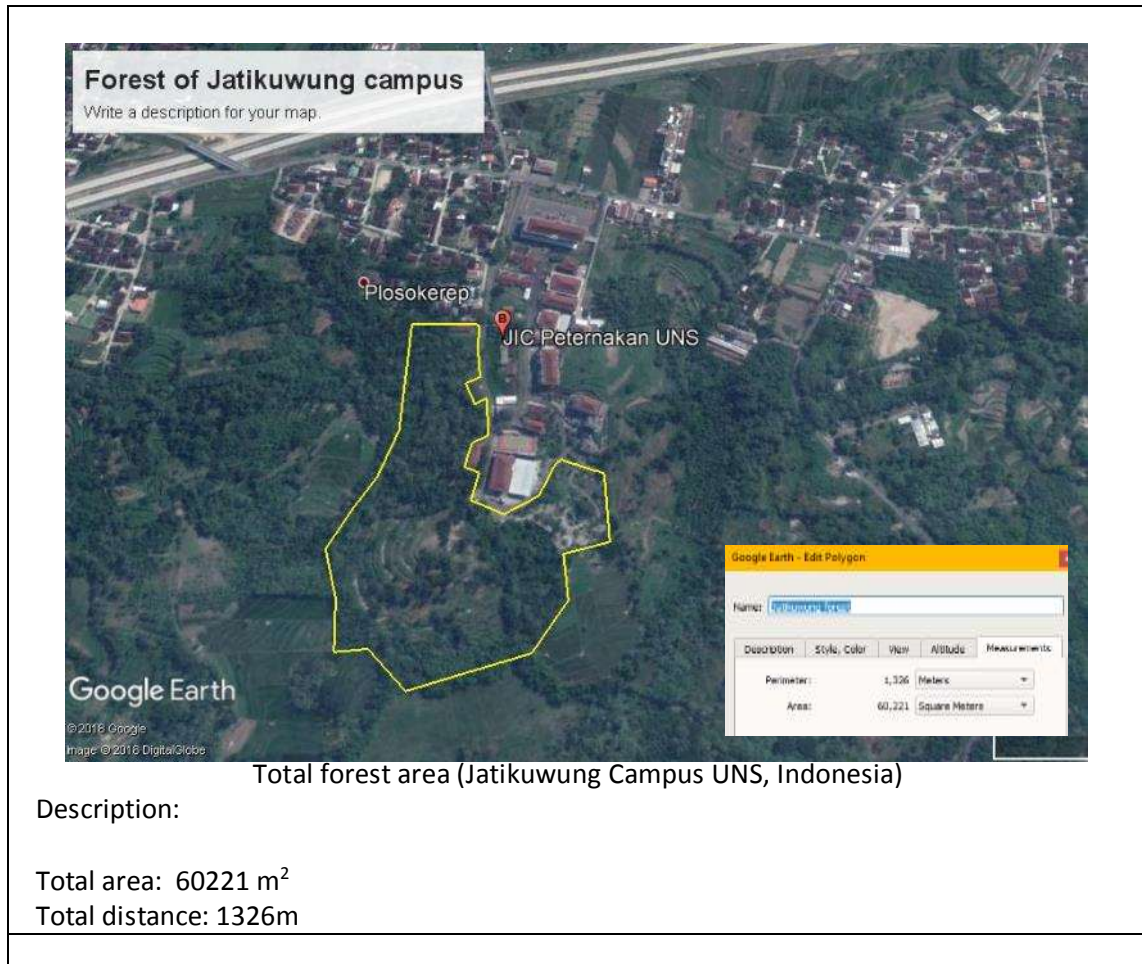 Forest of Jatikuwung campus
Write a description for your map.
Plosokerep
B
JIC Peternakan UNS
Google Earth - Edit Polygon
Name: Jatikuwung forest
Description Style, Color View Altitude Measurements
Perimeter: 1,326 Meters
Area: 60,221 Square Meters
Google Earth
© 2018 Google
Image © 2018 DigitalGlobe
Total forest area (Jatikuwung Campus UNS, Indonesia)
Description:
Total area: 60221 m²
Total distance: 1326m